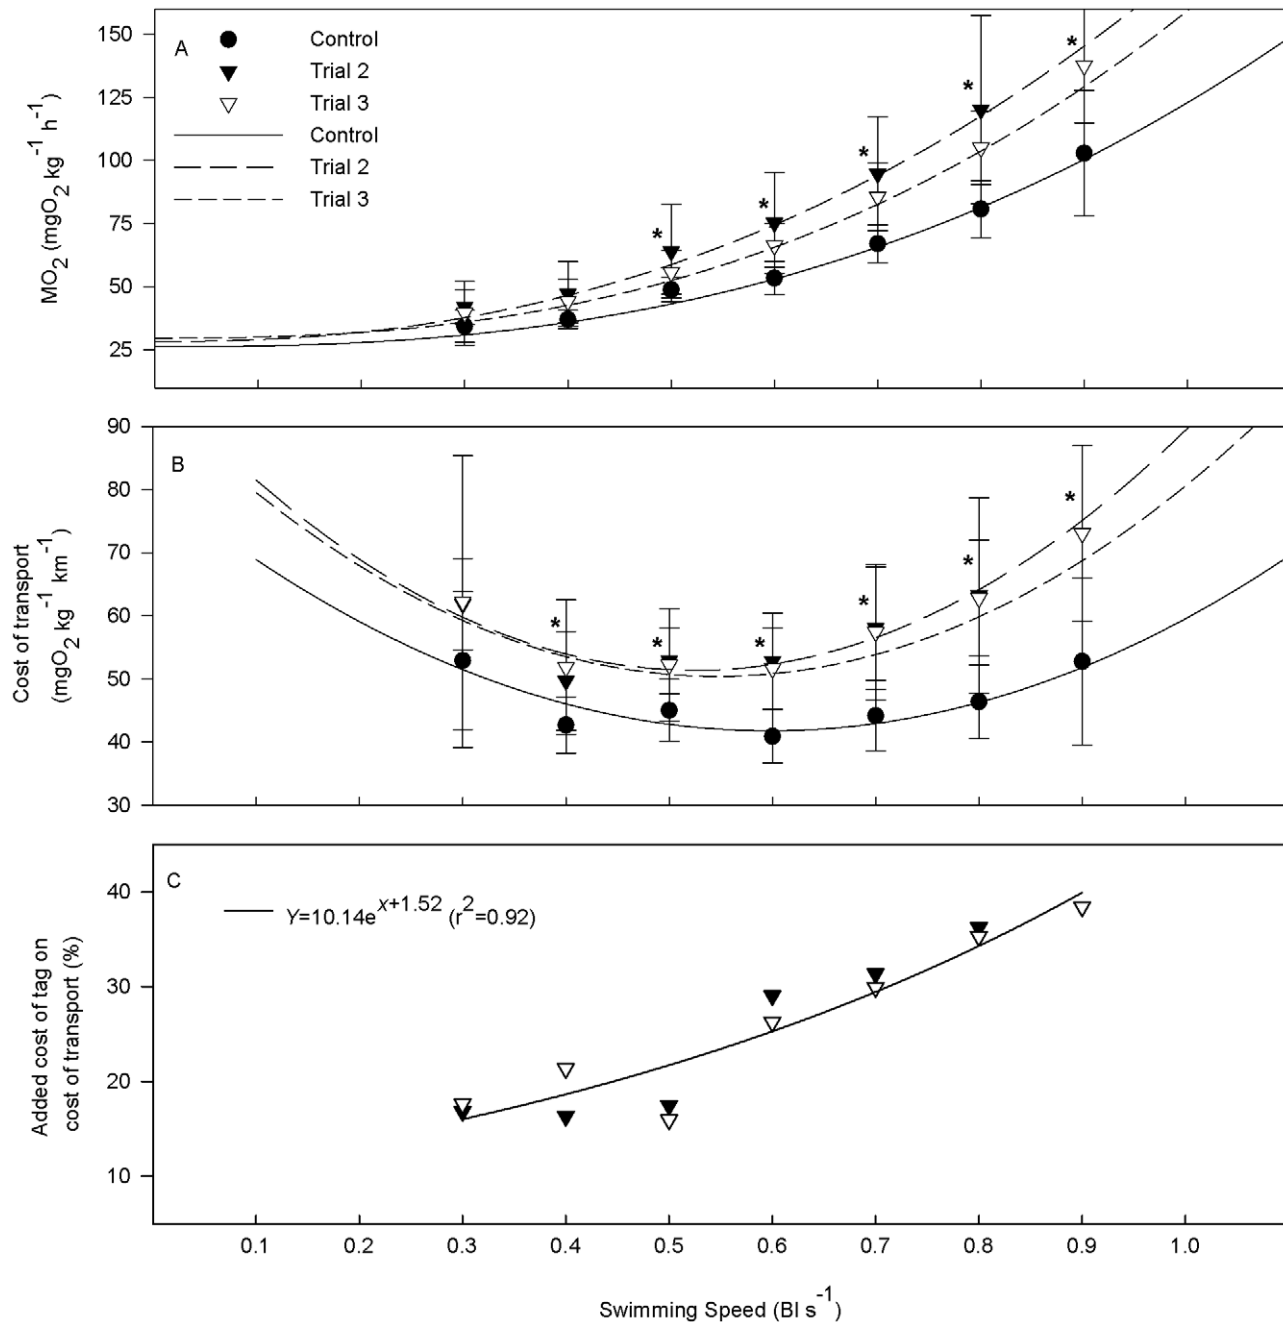 A
Control
Trial 2
Trial 3
Control
Trial 2
Trial 3
150
125
100
75
50
25
MO2 (mgO2 kg-1 h-1)
*
*
*
*
*
B
90
80
70
60
50
40
30
Cost of transport
(mgO2 kg-1 km-1)
*
*
*
*
*
*
C
Y=10.14e^x+1.52 (r^2=0.92)
40
30
20
10
Added cost of tag on
cost of transport (%)
0.1 0.2 0.3 0.4 0.5 0.6 0.7 0.8 0.9 1.0
Swimming Speed (Bl s-1)